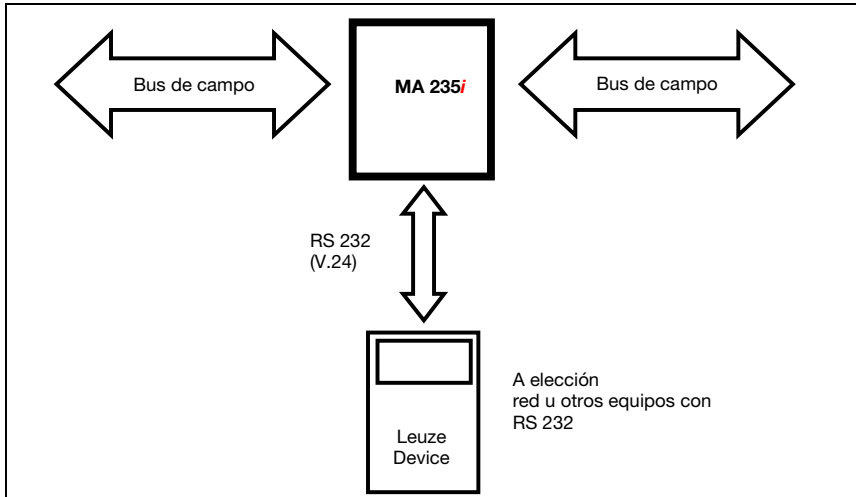 Bus de campo
MA 235i
Bus de campo
RS 232
(V.24)
A elección
red u otros equipos con
RS 232
Leuze
Device